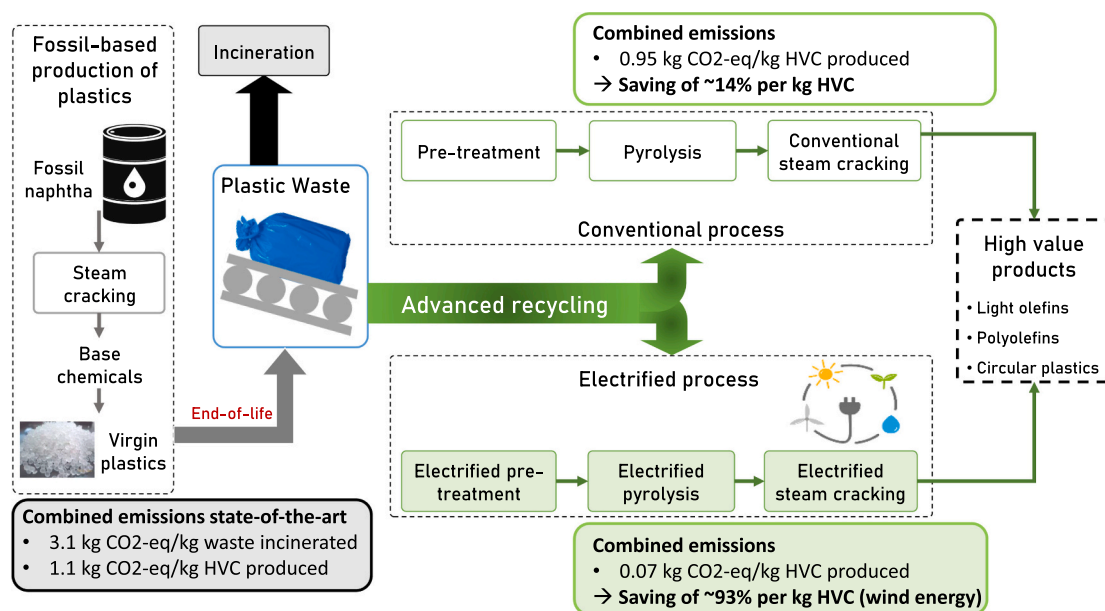 Fossil-based
production of
plastics
Fossil
naphtha
Steam
cracking
Base
chemicals
Virgin
plastics
Combined emissions state-of-the-art
• 3.1 kg CO2-eq/kg waste incinerated
• 1.1 kg CO2-eq/kg HVC produced
Incineration
Plastic Waste
End-of-life
Advanced recycling
Combined emissions
• 0.95 kg CO2-eq/kg HVC produced
→ Saving of ~14% per kg HVC
Pre-treatment
Pyrolysis
Conventional
steam cracking
Conventional process
Electrified process
Electrified pre-
treatment
Electrified
pyrolysis
Electrified
steam cracking
Combined emissions
• 0.07 kg CO2-eq/kg HVC produced
→ Saving of ~93% per kg HVC (wind energy)
High value
products
• Light olefins
• Polyolefins
• Circular plastics